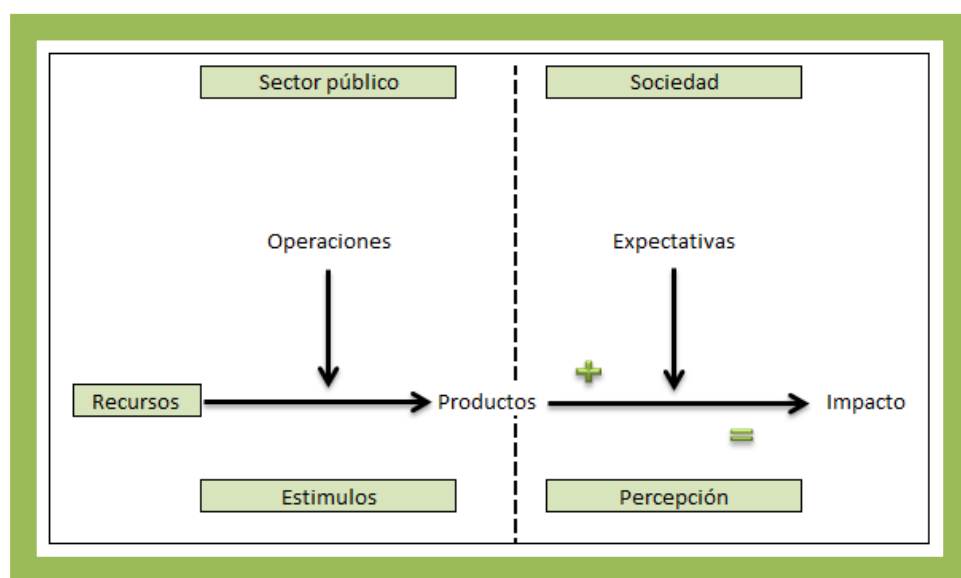 Sector público
Sociedad
Operaciones
Expectativas
Recursos
Productos
Impacto
Estimulos
Percepción